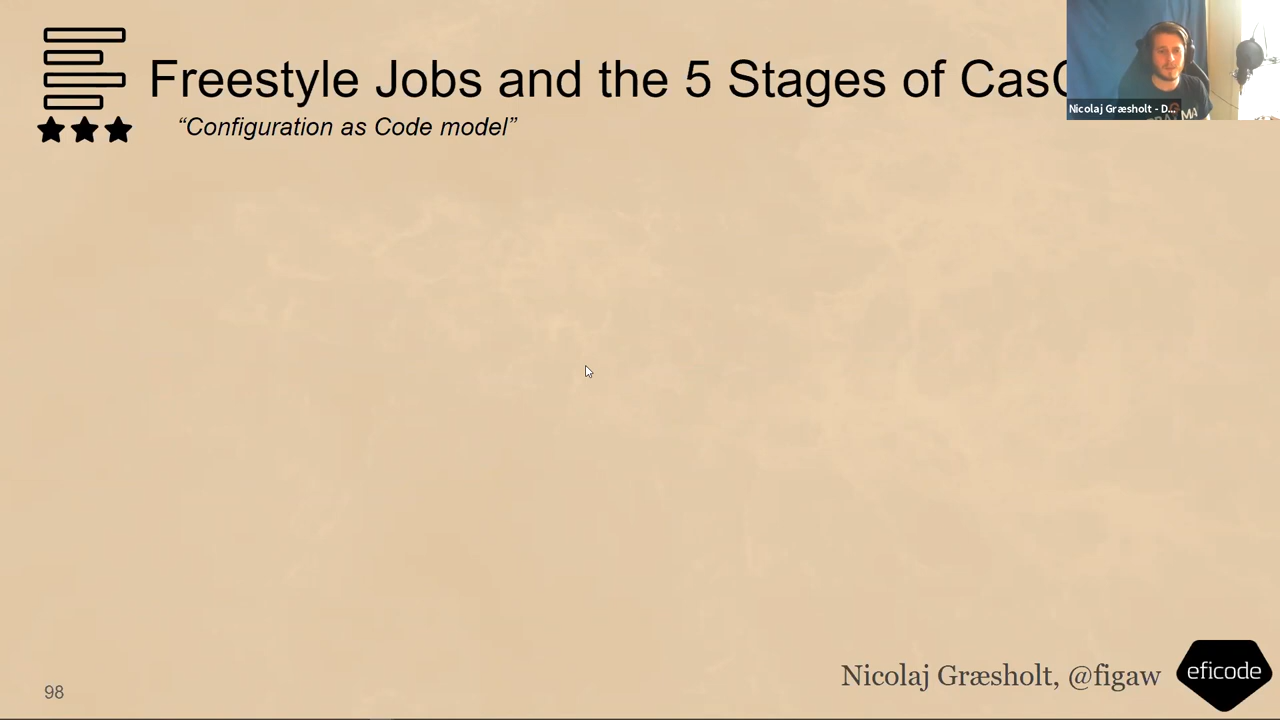 Freestyle Jobs and the 5 Stages of Cas
“Configuration as Code model”
Nicolaj Græsholt - D...
98
Nicolaj Græsholt, @figaw
eficode